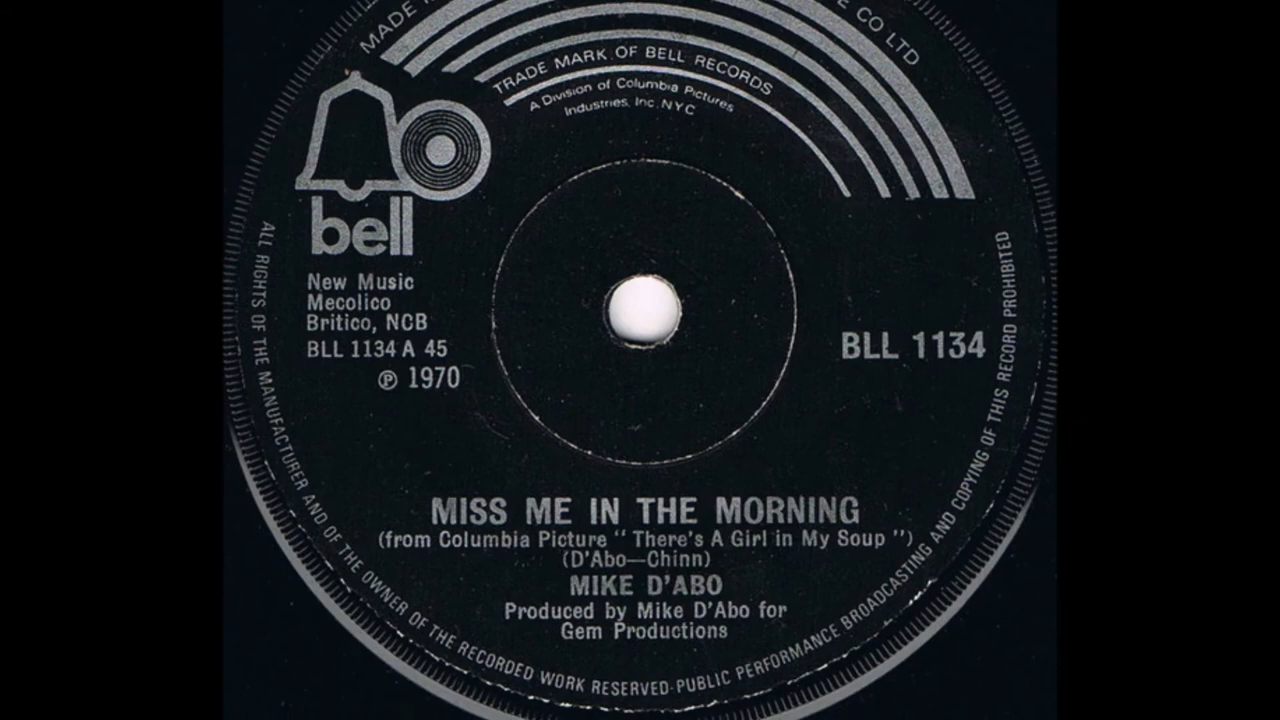 MADE
E CO LTD
TRADE MARK OF BELL RECORDS
A Division of Columbia Pictures
Industries, Inc. N.Y.C
bell
New Music
Mecolico
Britico, NCB
BLL 1134 A 45
℗ 1970
BLL 1134
MISS ME IN THE MORNING
(from Columbia Picture “ There's A Girl in My Soup ”)
(D'Abo—Chinn)
MIKE D'ABO
Produced by Mike D'Abo for
Gem Productions
ALL RIGHTS OF THE MANUFACTURER AND OF THE OWNER OF THE RECORDED WORK RESERVED·PUBLIC PERFORMANCE BROADCASTING AND COPYING OF THIS RECORD PROHIBITED